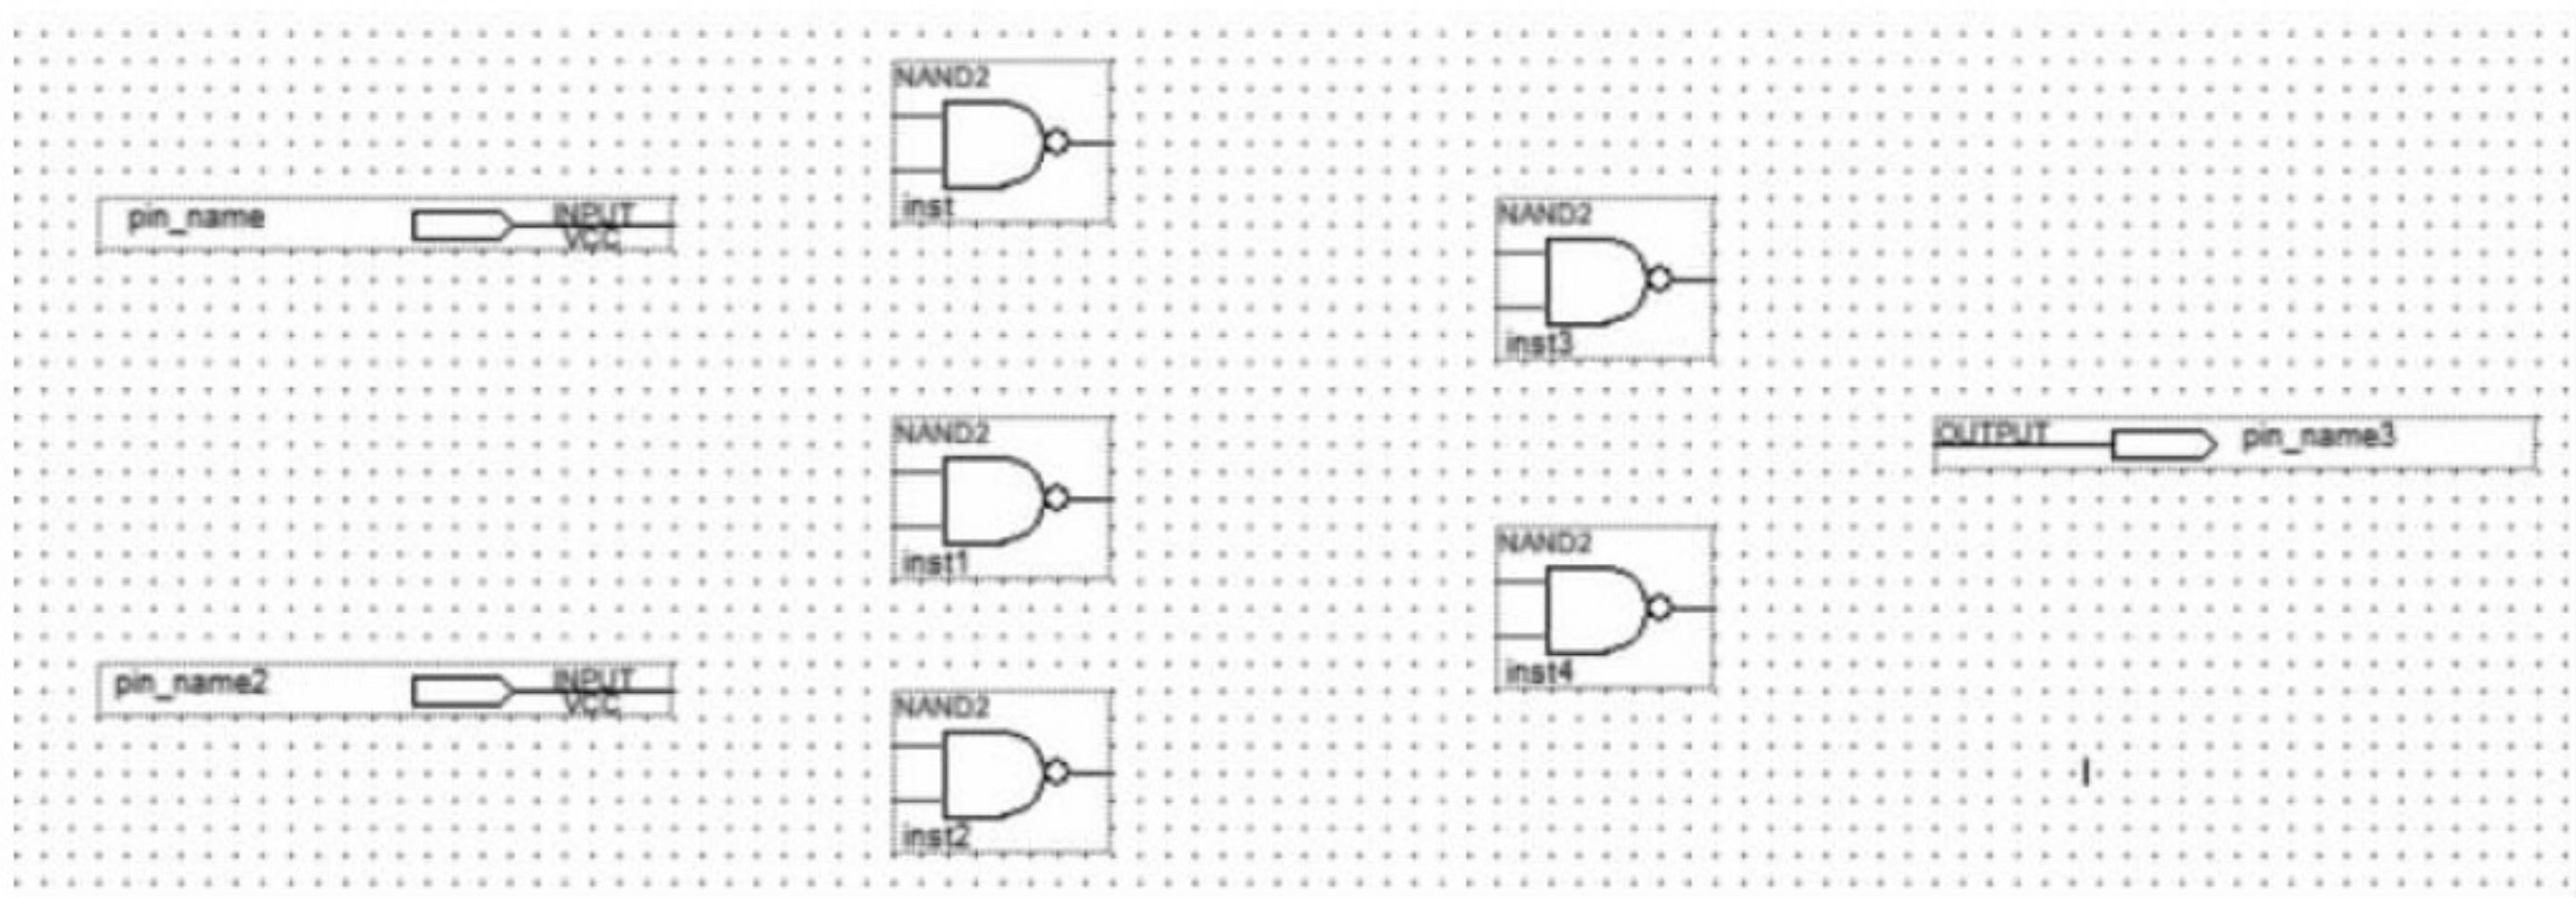 NAND2
inst
pin_name
INPUT
VCC
NAND2
inst3
NAND2
inst1
OUTPUT
pin_name3
NAND2
inst4
pin_name2
INPUT
VCC
NAND2
inst2